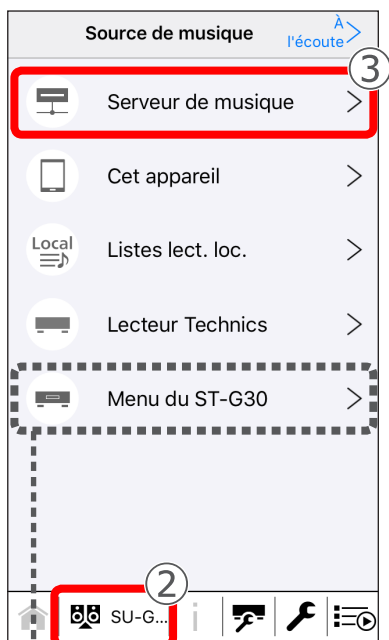 Source de musique
À
l'écoute
③
Serveur de musique
Cet appareil
Local
Listes lect. loc.
Lecteur Technics
Menu du ST-G30
②
SU-G...
i